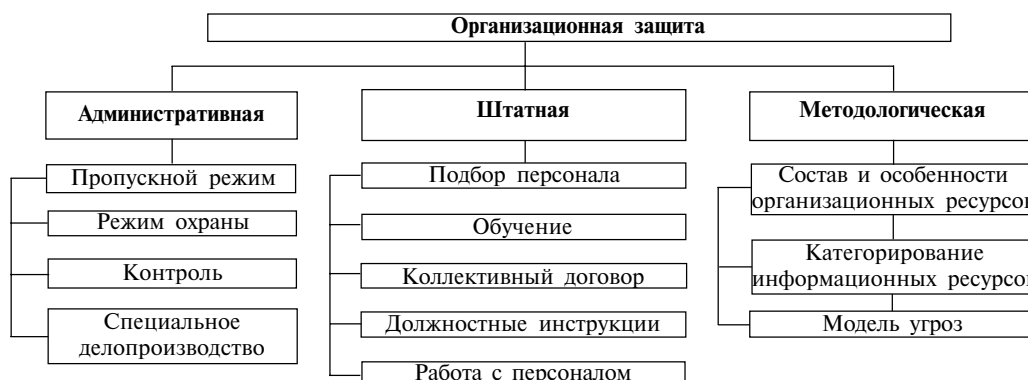 Организационная защита
Административная
Штатная
Методологическая
Пропускной режим
Режим охраны
Контроль
Специальное
делопроизводство
Подбор персонала
Обучение
Коллективный договор
Должностные инструкции
Работа с персоналом
Состав и особенности
организационных ресурсов
Категорирование
информационных ресурсов
Модель угроз